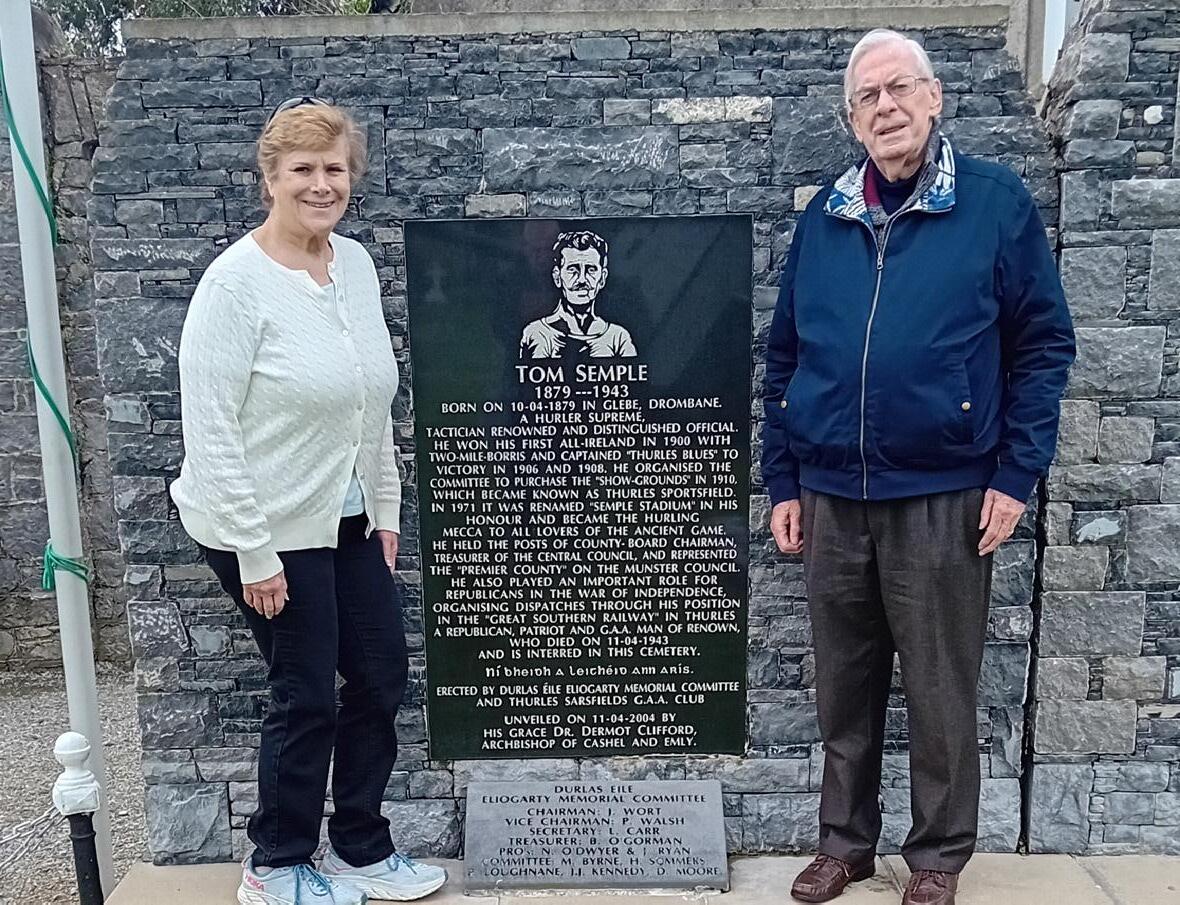 TOM SEMPLE
1879 --- 1943
BORN ON 10-04-1879 IN GLEBE, DROMBANE.
A HURLER SUPREME,
TACTICIAN RENOWNED AND DISTINGUISHED OFFICIAL.
HE WON HIS FIRST ALL-IRELAND IN 1900 WITH
TWO-MILE-BORRIS AND CAPTAINED "THURLES BLUES" TO
VICTORY IN 1906 AND 1908. HE ORGANISED THE
COMMITTEE TO PURCHASE THE "SHOW-GROUNDS" IN 1910,
WHICH BECAME KNOWN AS THURLES SPORTSFIELD.
IN 1971 IT WAS RENAMED "SEMPLE STADIUM" IN HIS
HONOUR AND BECAME THE HURLING
MECCA TO ALL LOVERS OF THE ANCIENT GAME.
HE HELD THE POSTS OF COUNTY BOARD CHAIRMAN,
TREASURER OF THE CENTRAL COUNCIL, AND REPRESENTED
THE "PREMIER COUNTY" ON THE MUNSTER COUNCIL.
HE ALSO PLAYED AN IMPORTANT ROLE FOR
REPUBLICANS IN THE WAR OF INDEPENDENCE,
ORGANISING DISPATCHES THROUGH HIS POSITION
IN THE "GREAT SOUTHERN RAILWAY" IN THURLES
A REPUBLICAN, PATRIOT AND G.A.A. MAN OF RENOWN,
WHO DIED ON 11-04-1943
AND IS INTERRED IN THIS CEMETERY.
Ní bheidh a leithéid ann arís.
ERECTED BY DURLAS ÉILE ELIOGARTY MEMORIAL COMMITTEE
AND THURLES SARSFIELDS G.A.A. CLUB
UNVEILED ON 11-04-2004 BY
HIS GRACE DR. DERMOT CLIFFORD,
ARCHBISHOP OF CASHEL AND EMLY.
DURLAS EILE
ELIOGARTY MEMORIAL COMMITTEE
CHAIRMAN: J. WORT
VICE CHAIRMAN: P. WALSH
SECRETARY: L. CARR
TREASURER: B. O'GORMAN
PRO'S: N. O'DWYER & J. RYAN
COMMITTEE: M. BYRNE, H. SOMMERS
P. LOUGHNANE, J.J. KENNEDY, D. MOORE